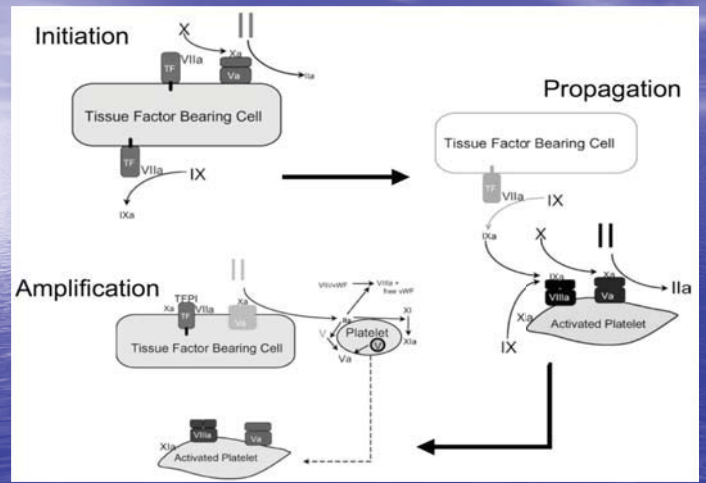 Initiation
X
II
Xa
IIa
VIIa
TF
Va
Tissue Factor Bearing Cell
TF
VIIa
IX
IXa
Propagation
Tissue Factor Bearing Cell
TF
VIIa
IX
IXa
X
II
IXa
Xa
IIa
VIIIa
Va
XIa
Activated Platelet
IX
Amplification
II
VIII/vWF
VIIIa +
free vWF
TFPI
Xa
TF
VIIa
Xa
Va
IIa
XI
V
Platelet
V
XIa
Va
Tissue Factor Bearing Cell
VIIIa
Va
XIa
Activated Platelet